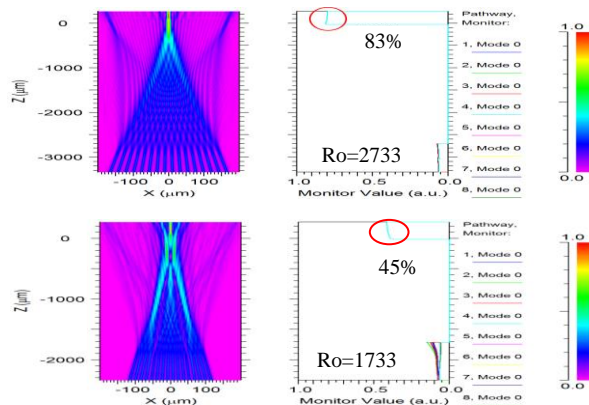 0
-1000
-2000
-3000
Z (μm)
-100 0 100
X (μm)
83%
Ro=2733
1.0 0.5 0.0
Monitor Value (a.u.)
Pathway,
Monitor:
1, Mode 0
2, Mode 0
3, Mode 0
4, Mode 0
5, Mode 0
6, Mode 0
7, Mode 0
8, Mode 0
1.0
0.0
0
-1000
-2000
Z (μm)
-100 0 100
X (μm)
45%
Ro=1733
1.0 0.5 0.0
Monitor Value (a.u.)
Pathway,
Monitor:
1, Mode 0
2, Mode 0
3, Mode 0
4, Mode 0
5, Mode 0
6, Mode 0
7, Mode 0
8, Mode 0
1.0
0.0